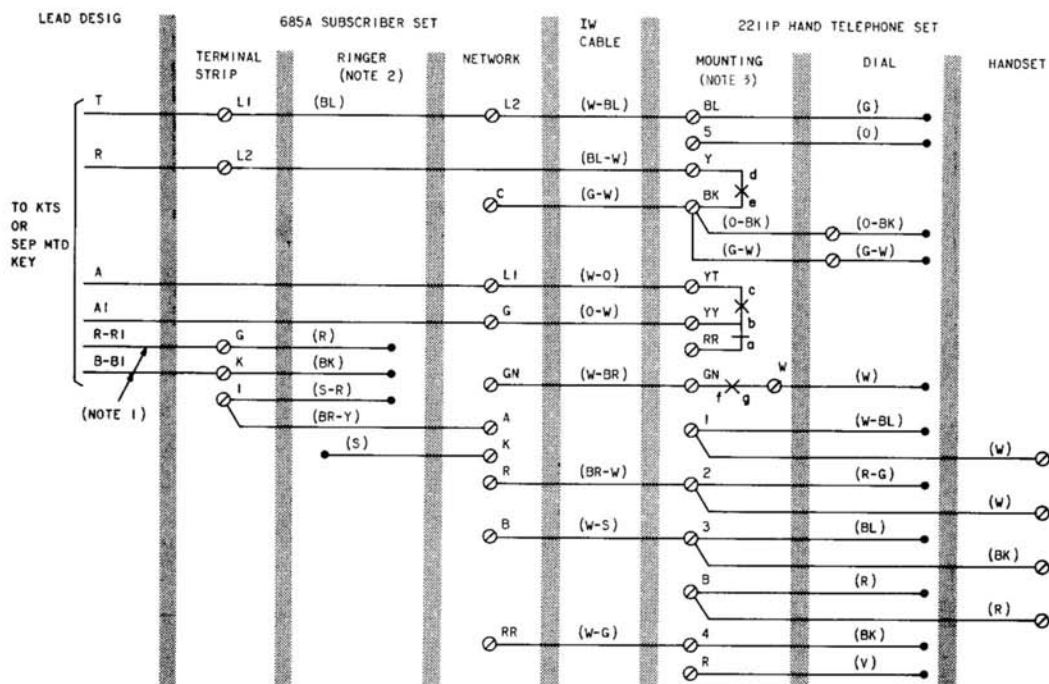 LEAD DESIG
685A SUBSCRIBER SET
IW CABLE
2211P HAND TELEPHONE SET
TERMINAL STRIP
RINGER (NOTE 2)
NETWORK
MOUNTING (NOTE 3)
DIAL
HANDSET
T L1 (BL) L2 (W-BL) BL (G)
5 (O)
R L2 (BL-W) Y
d
C (G-W) BK e
(O-BK) (O-BK)
(G-W) (G-W)
TO KTS
OR
SEP MTD
KEY
A L1 (W-O) YT
c
A1 G (O-W) YY b
RR a
R-R1 G (R)
B-B1 K (BK)
GN (W-BR) GN f g W (W)
(NOTE 1)
1 (S-R)
(BR-Y) A
1 (W-BL)
(W)
(S) K
R (BR-W) 2 (R-G)
(W)
B (W-S) 3 (BL)
(BK)
B (R)
(R)
RR (W-G) 4 (BK)
R (V)